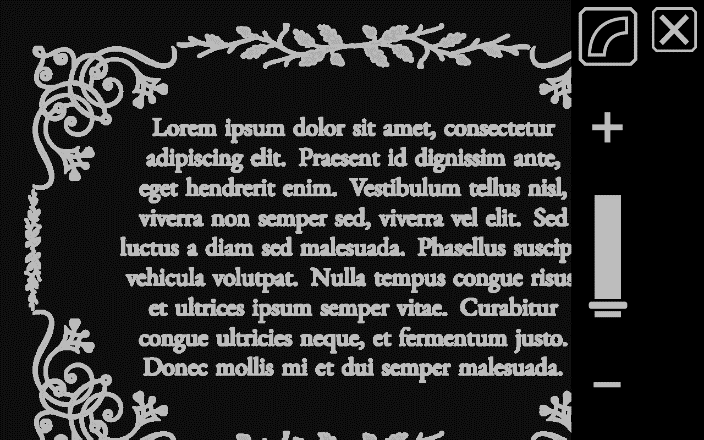 Lorem ipsum dolor sit amet, consectetur
adipiscing elit. Praesent id dignissim ante,
eget hendrerit enim. Vestibulum tellus nisl,
viverra non semper sed, viverra vel elit. Sed
luctus a diam sed malesuada. Phasellus suscip
vehicula volutpat. Nulla tempus congue risus
et ultrices ipsum semper vitae. Curabitur
congue ultricies neque, et fermentum justo.
Donec mollis mi et dui semper malesuada.